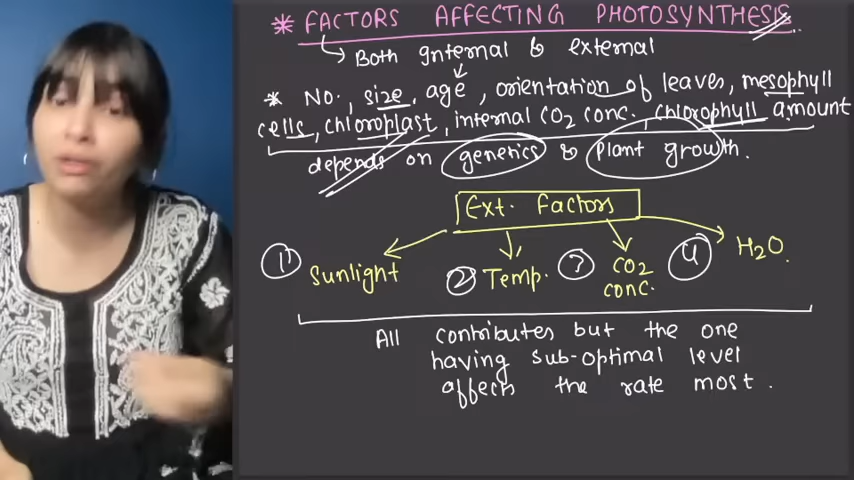 * FACTORS AFFECTING PHOTOSYNTHESIS
Both Internal & external
* No., size, age, orientation of leaves, mesophyll
cells, chloroplast, internal CO2 conc., chlorophyll amount
depends on genetics & Plant growth.
Ext. Factors
1 Sunlight
2 Temp.
3 CO2 conc.
4 H2O.
All contributes but the one
having sub-optimal level
affects the rate most.